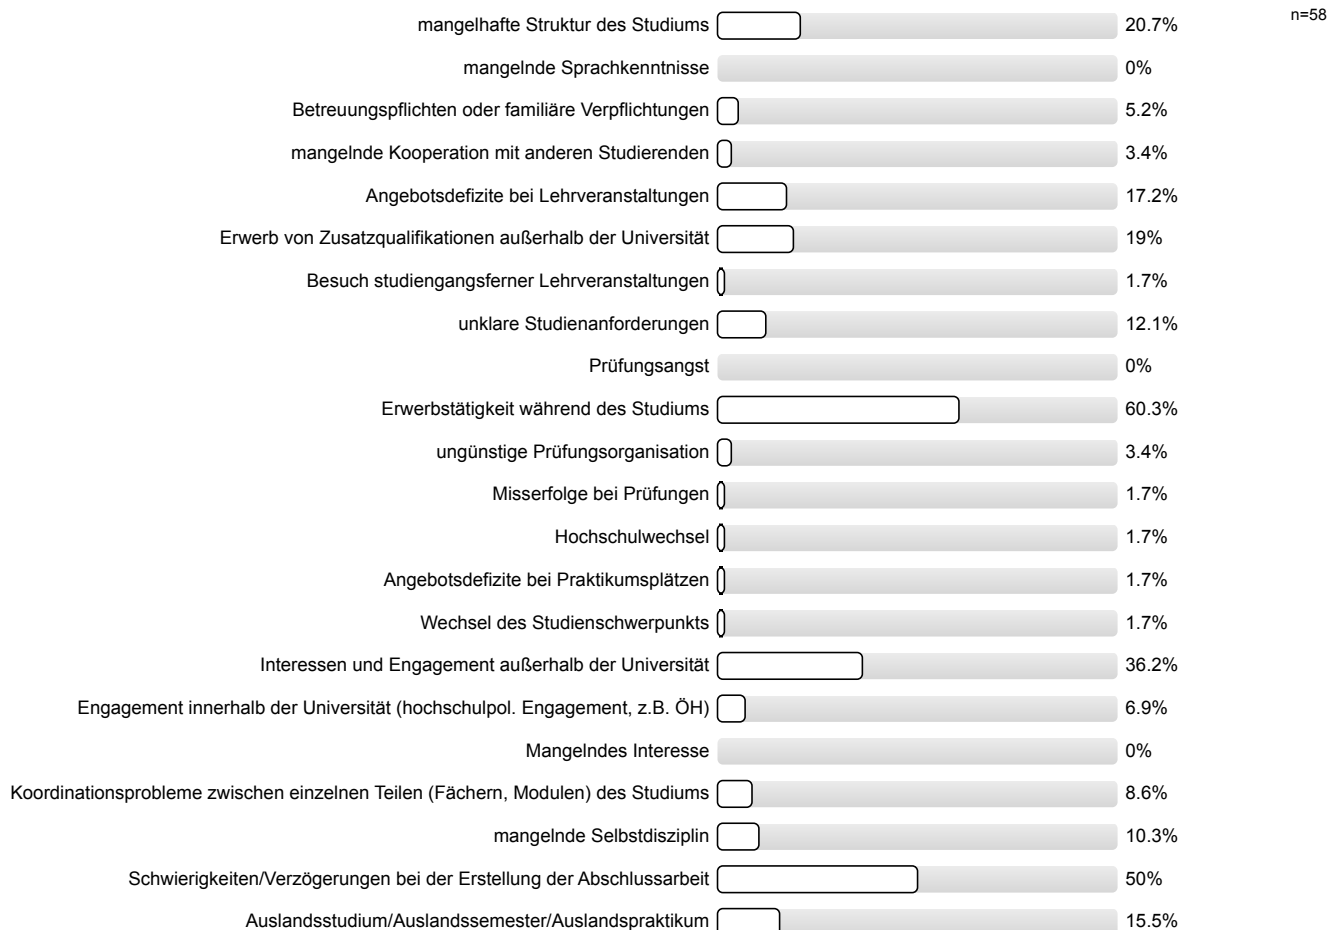 n=58
mangelhafte Struktur des Studiums 20.7%
mangelnde Sprachkenntnisse 0%
Betreuungspflichten oder familiäre Verpflichtungen 5.2%
mangelnde Kooperation mit anderen Studierenden 3.4%
Angebotsdefizite bei Lehrveranstaltungen 17.2%
Erwerb von Zusatzqualifikationen außerhalb der Universität 19%
Besuch studiengangsferner Lehrveranstaltungen 1.7%
unklare Studienanforderungen 12.1%
Prüfungsangst 0%
Erwerbstätigkeit während des Studiums 60.3%
ungünstige Prüfungsorganisation 3.4%
Misserfolge bei Prüfungen 1.7%
Hochschulwechsel 1.7%
Angebotsdefizite bei Praktikumsplätzen 1.7%
Wechsel des Studienschwerpunkts 1.7%
Interessen und Engagement außerhalb der Universität 36.2%
Engagement innerhalb der Universität (hochschulpol. Engagement, z.B. ÖH) 6.9%
Mangelndes Interesse 0%
Koordinationsprobleme zwischen einzelnen Teilen (Fächern, Modulen) des Studiums 8.6%
mangelnde Selbstdisziplin 10.3%
Schwierigkeiten/Verzögerungen bei der Erstellung der Abschlussarbeit 50%
Auslandsstudium/Auslandssemester/Auslandspraktikum 15.5%